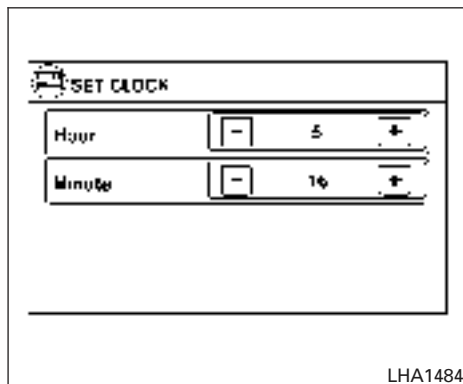 SET CLOCK
Hour - 5 +
Minute - 16 +
LHA1484